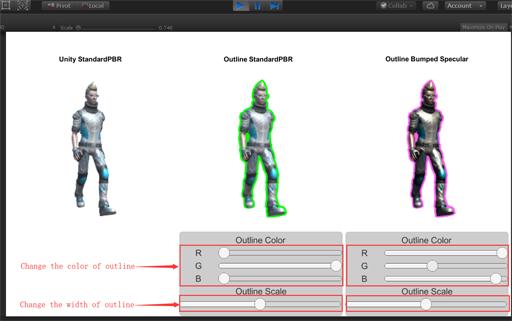 Pivot Local Collab Account Laye
Scale 0.746 Maximize On Play
Unity StandardPBR Outline StandardPBR Outline Bumped Specular
Outline Color Outline Color
R R
Change the color of outline G G
B B
Outline Scale Outline Scale
Change the width of outline